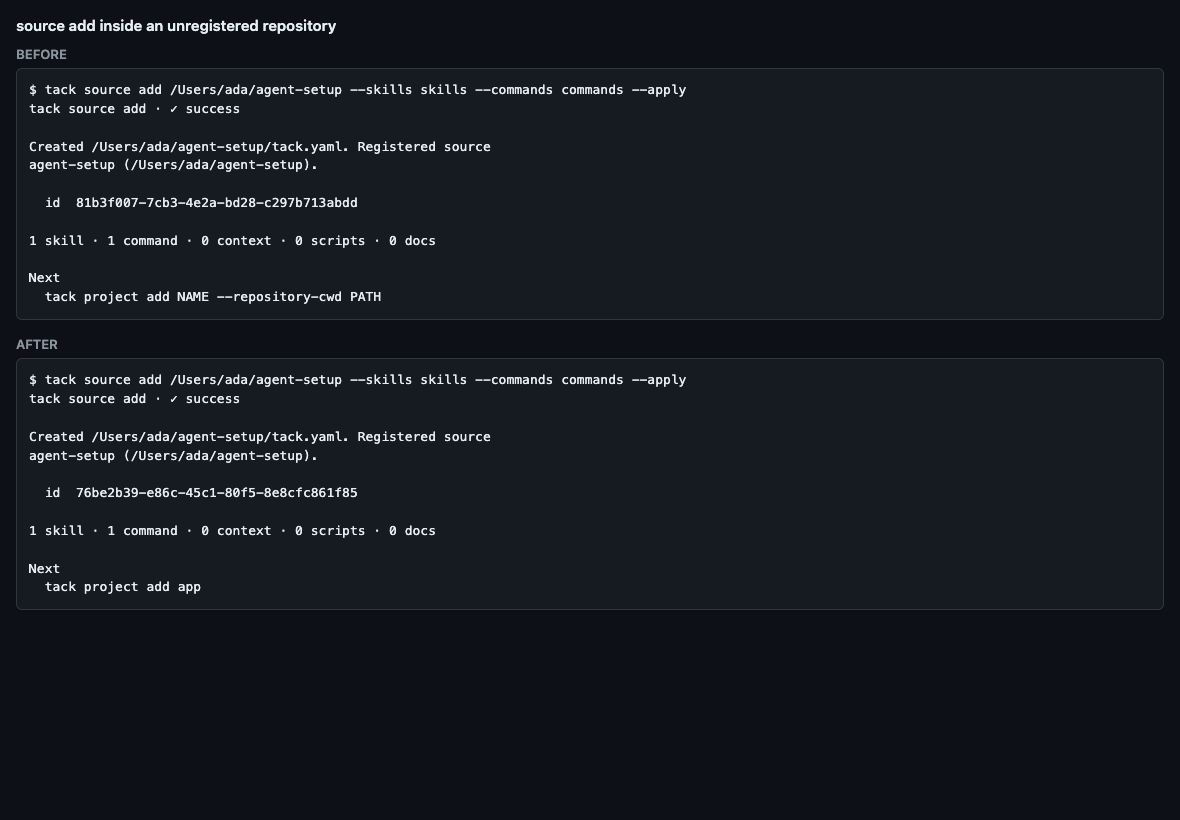 source add inside an unregistered repository
BEFORE
$ tack source add /Users/ada/agent-setup --skills skills --commands commands --apply
tack source add · ✓ success
Created /Users/ada/agent-setup/tack.yaml. Registered source
agent-setup (/Users/ada/agent-setup).
id  81b3f007-7cb3-4e2a-bd28-c297b713abdd
1 skill · 1 command · 0 context · 0 scripts · 0 docs
Next
tack project add NAME --repository-cwd PATH
AFTER
$ tack source add /Users/ada/agent-setup --skills skills --commands commands --apply
tack source add · ✓ success
Created /Users/ada/agent-setup/tack.yaml. Registered source
agent-setup (/Users/ada/agent-setup).
id  76be2b39-e86c-45c1-80f5-8e8cfc861f85
1 skill · 1 command · 0 context · 0 scripts · 0 docs
Next
tack project add app